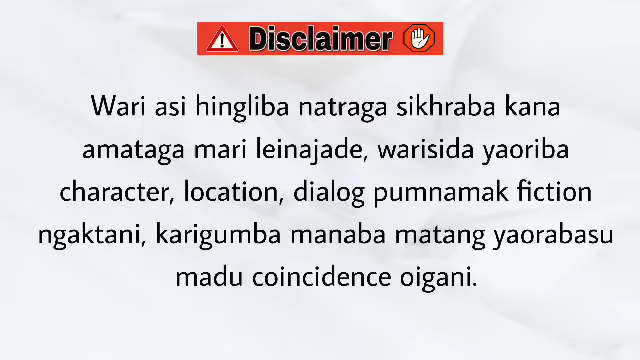 Disclaimer
Wari asi hingliba natraga sikhraba kana
amataga mari leinajade, warisida yaoriba
character, location, dialog pumnamak fiction
ngaktani, karigumba manaba matang yaorabasu
madu coincidence oigani.